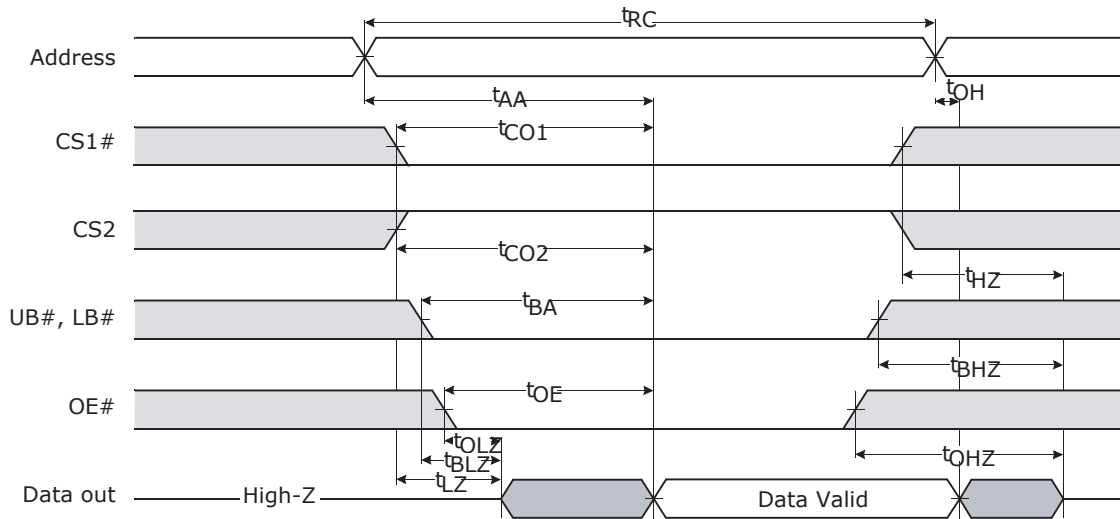 tRC
Address
tAA
tOH
CS1#
tCO1
CS2
tCO2
tHZ
tBA
UB#, LB#
tBHZ
tOE
OE#
tOLZ
tBLZ
tOHZ
tLZ
Data out
High-Z
Data Valid